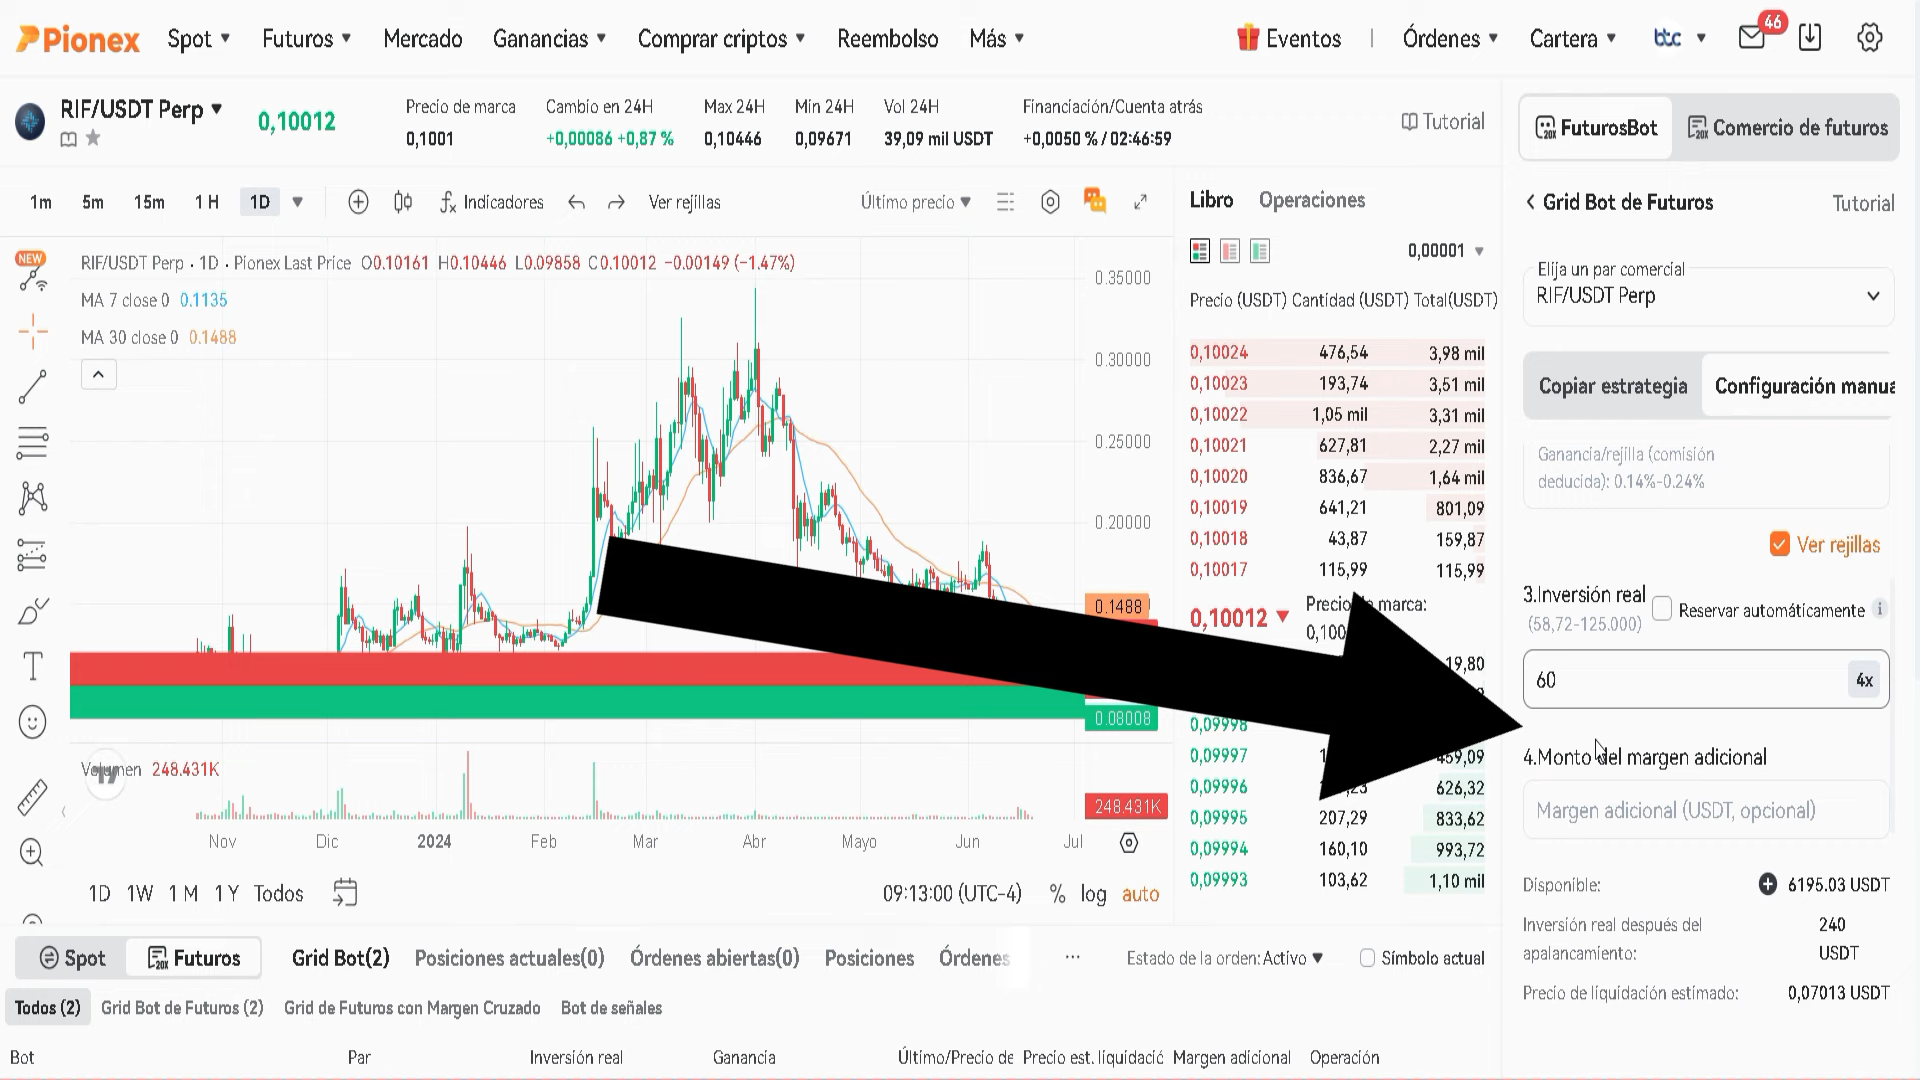 Pionex
Spot
Futuros
Mercado
Ganancias
Comprar criptos
Reembolso
Más
Eventos
Órdenes
Cartera
btc
46
RIF/USDT Perp
0,10012
Precio de marca
0,1001
Cambio en 24H
+0,00086 +0,87 %
Max 24H
0,10446
Min 24H
0,09671
Vol 24H
39,09 mil USDT
Financiación/Cuenta atrás
+0,0050 % / 02:46:59
Tutorial
20X FuturosBot
20X Comercio de futuros
1m 5m 15m 1 H 1D
Indicadores
Ver rejillas
Último precio
Libro
Operaciones
Grid Bot de Futuros
Tutorial
NEW
RIF/USDT Perp · 1D · Pionex Last Price O0.10161 H0.10446 L0.09858 C0.10012 −0.00149 (−1.47%)
MA 7 close 0 0.1135
MA 30 close 0 0.1488
0.35000
0.30000
0.25000
0.20000
0.1488
0.08008
Volumen 248.431K
248.431K
Nov Dic 2024 Feb Mar Abr Mayo Jun Jul
1D 1W 1 M 1 Y Todos
09:13:00 (UTC-4) % log auto
0,00001
Precio (USDT) Cantidad (USDT) Total(USDT)
0,10024 476,54 3,98 mil
0,10023 193,74 3,51 mil
0,10022 1,05 mil 3,31 mil
0,10021 627,81 2,27 mil
0,10020 836,67 1,64 mil
0,10019 641,21 801,09
0,10018 43,87 159,87
0,10017 115,99 115,99
0,10012
marca:
19,80
0,09998
0,09997
0,09996 626,32
0,09995 207,29 833,62
0,09994 160,10 993,72
0,09993 103,62 1,10 mil
Elija un par comercial
RIF/USDT Perp
Copiar estrategia
Configuración manua
Ganancia/rejilla (comisión
deducida): 0.14%-0.24%
Ver rejillas
3.Inversión real
(58,72-125.000)
Reservar automáticamente
60
4x
4.Monto del margen adicional
Margen adicional (USDT, opcional)
Disponible:
6195.03 USDT
Inversión real después del
apalancamiento:
240
USDT
Precio de liquidación estimado:
0,07013 USDT
Spot
20X Futuros
Grid Bot(2)
Posiciones actuales(0)
Órdenes abiertas(0)
Posiciones
Órdenes
...
Estado de la orden:Activo
Símbolo actual
Todos (2)
Grid Bot de Futuros (2)
Grid de Futuros con Margen Cruzado
Bot de señales
Bot
Par
Inversión real
Ganancia
Último/Precio de
Precio est. liquidació
Margen adicional
Operación